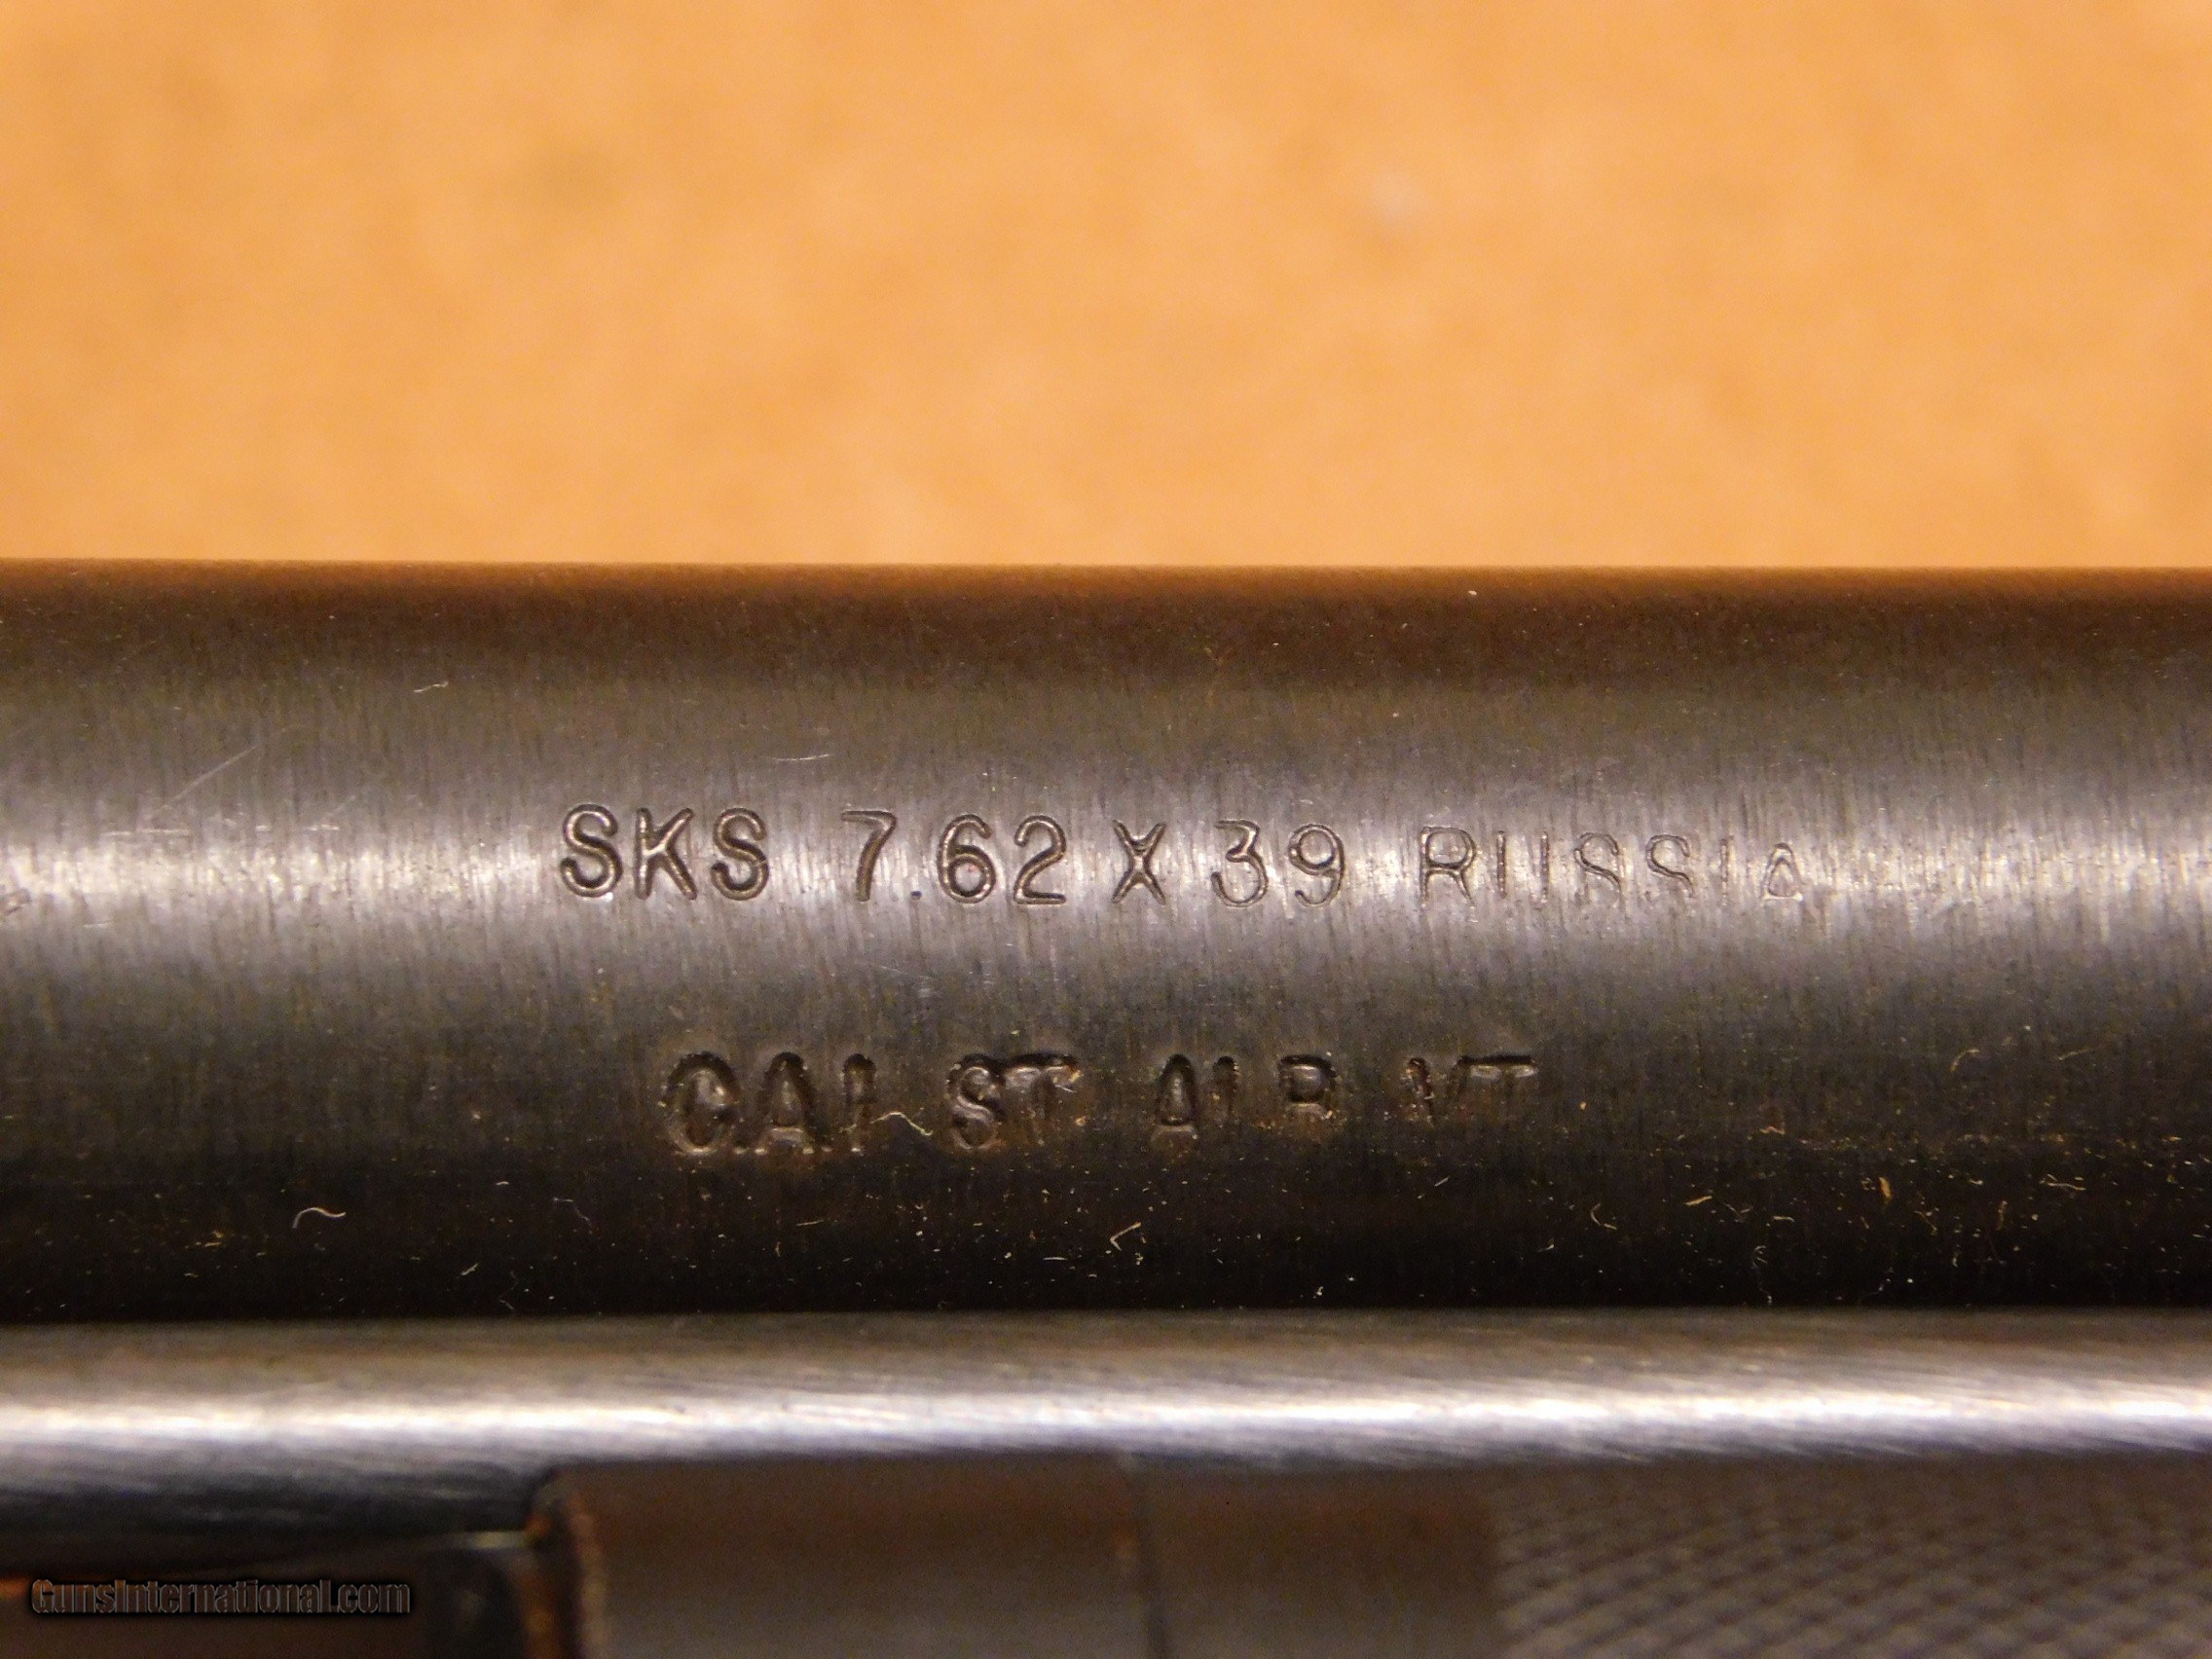 SKS 7.62 X 39 RUSSIA
C.A.I. ST ALB VT
GunsInternational.com